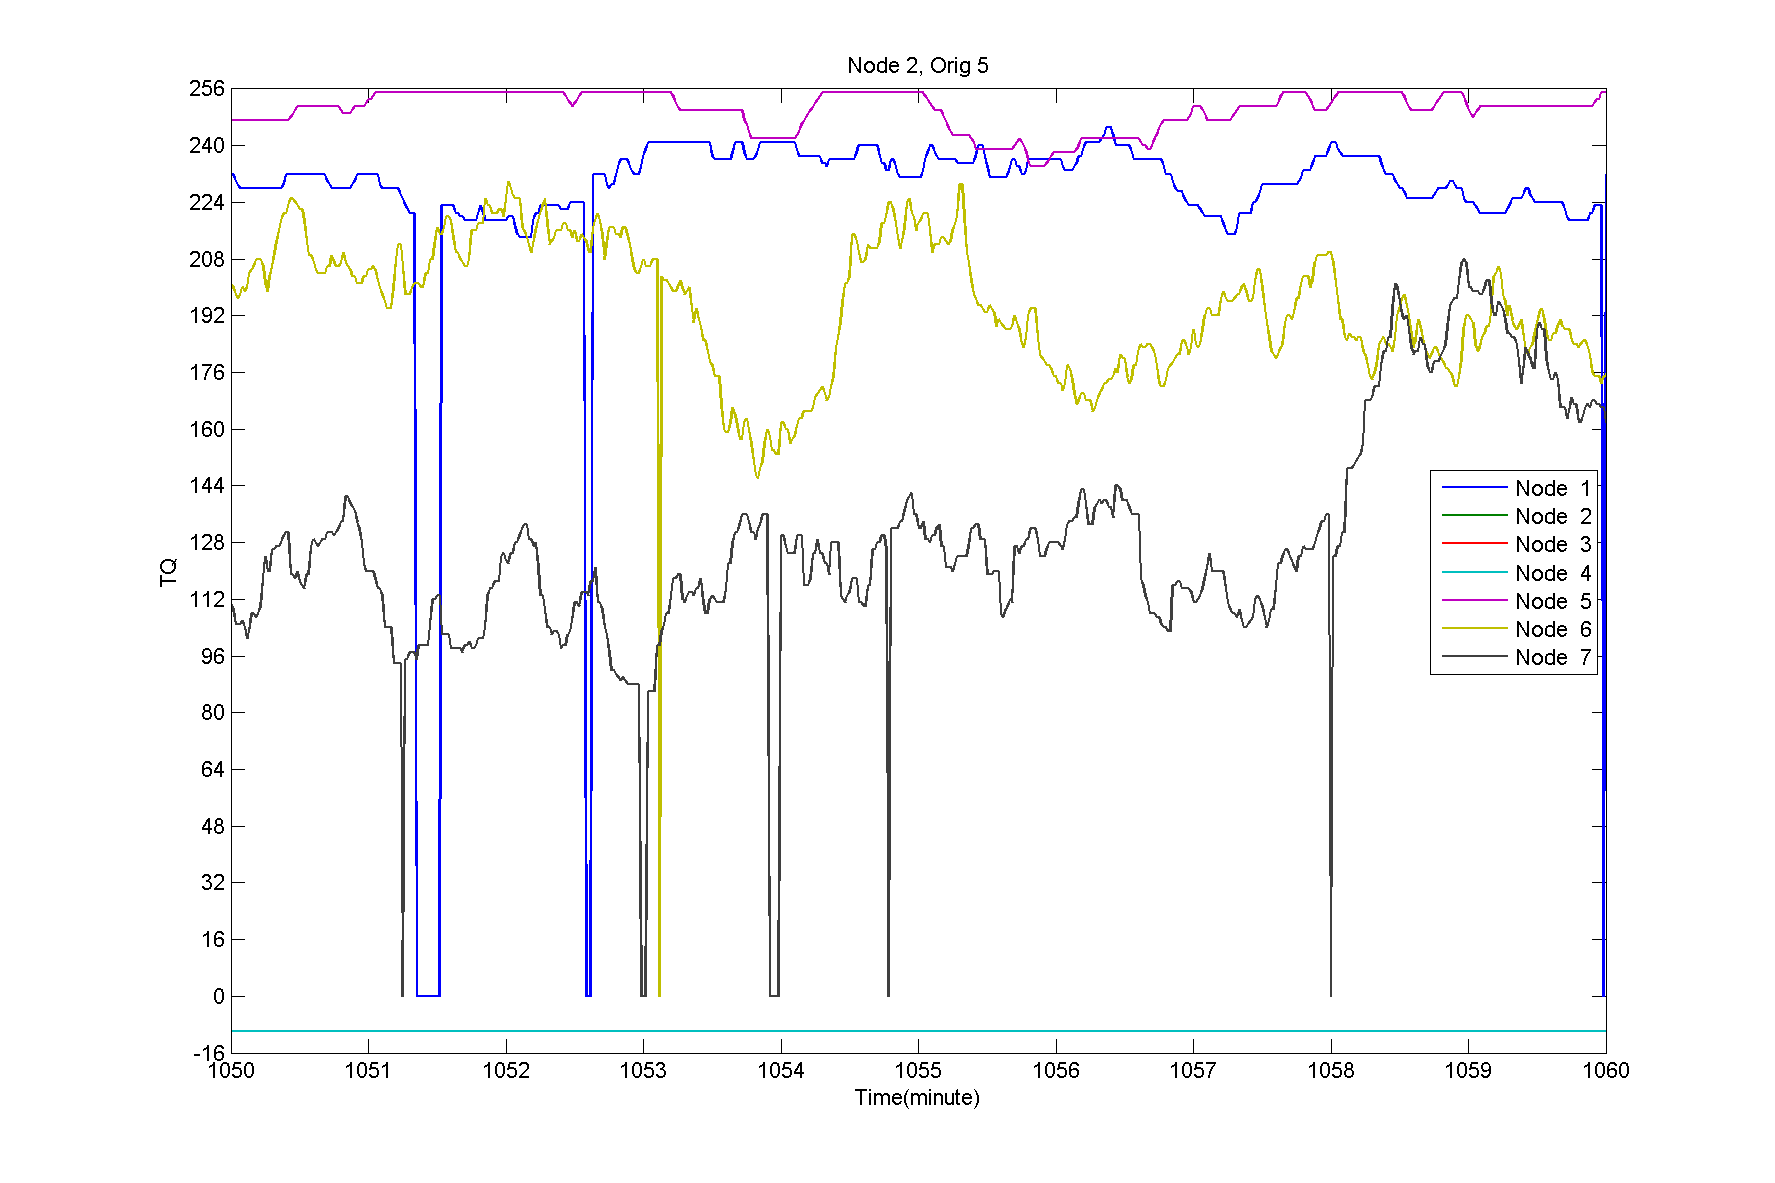 Node 2, Orig 5
256
240
224
208
192
176
160
144
128
112
96
80
64
48
32
16
0
-16
TQ
Node 1
Node 2
Node 3
Node 4
Node 5
Node 6
Node 7
1050 1051 1052 1053 1054 1055 1056 1057 1058 1059 1060
Time(minute)